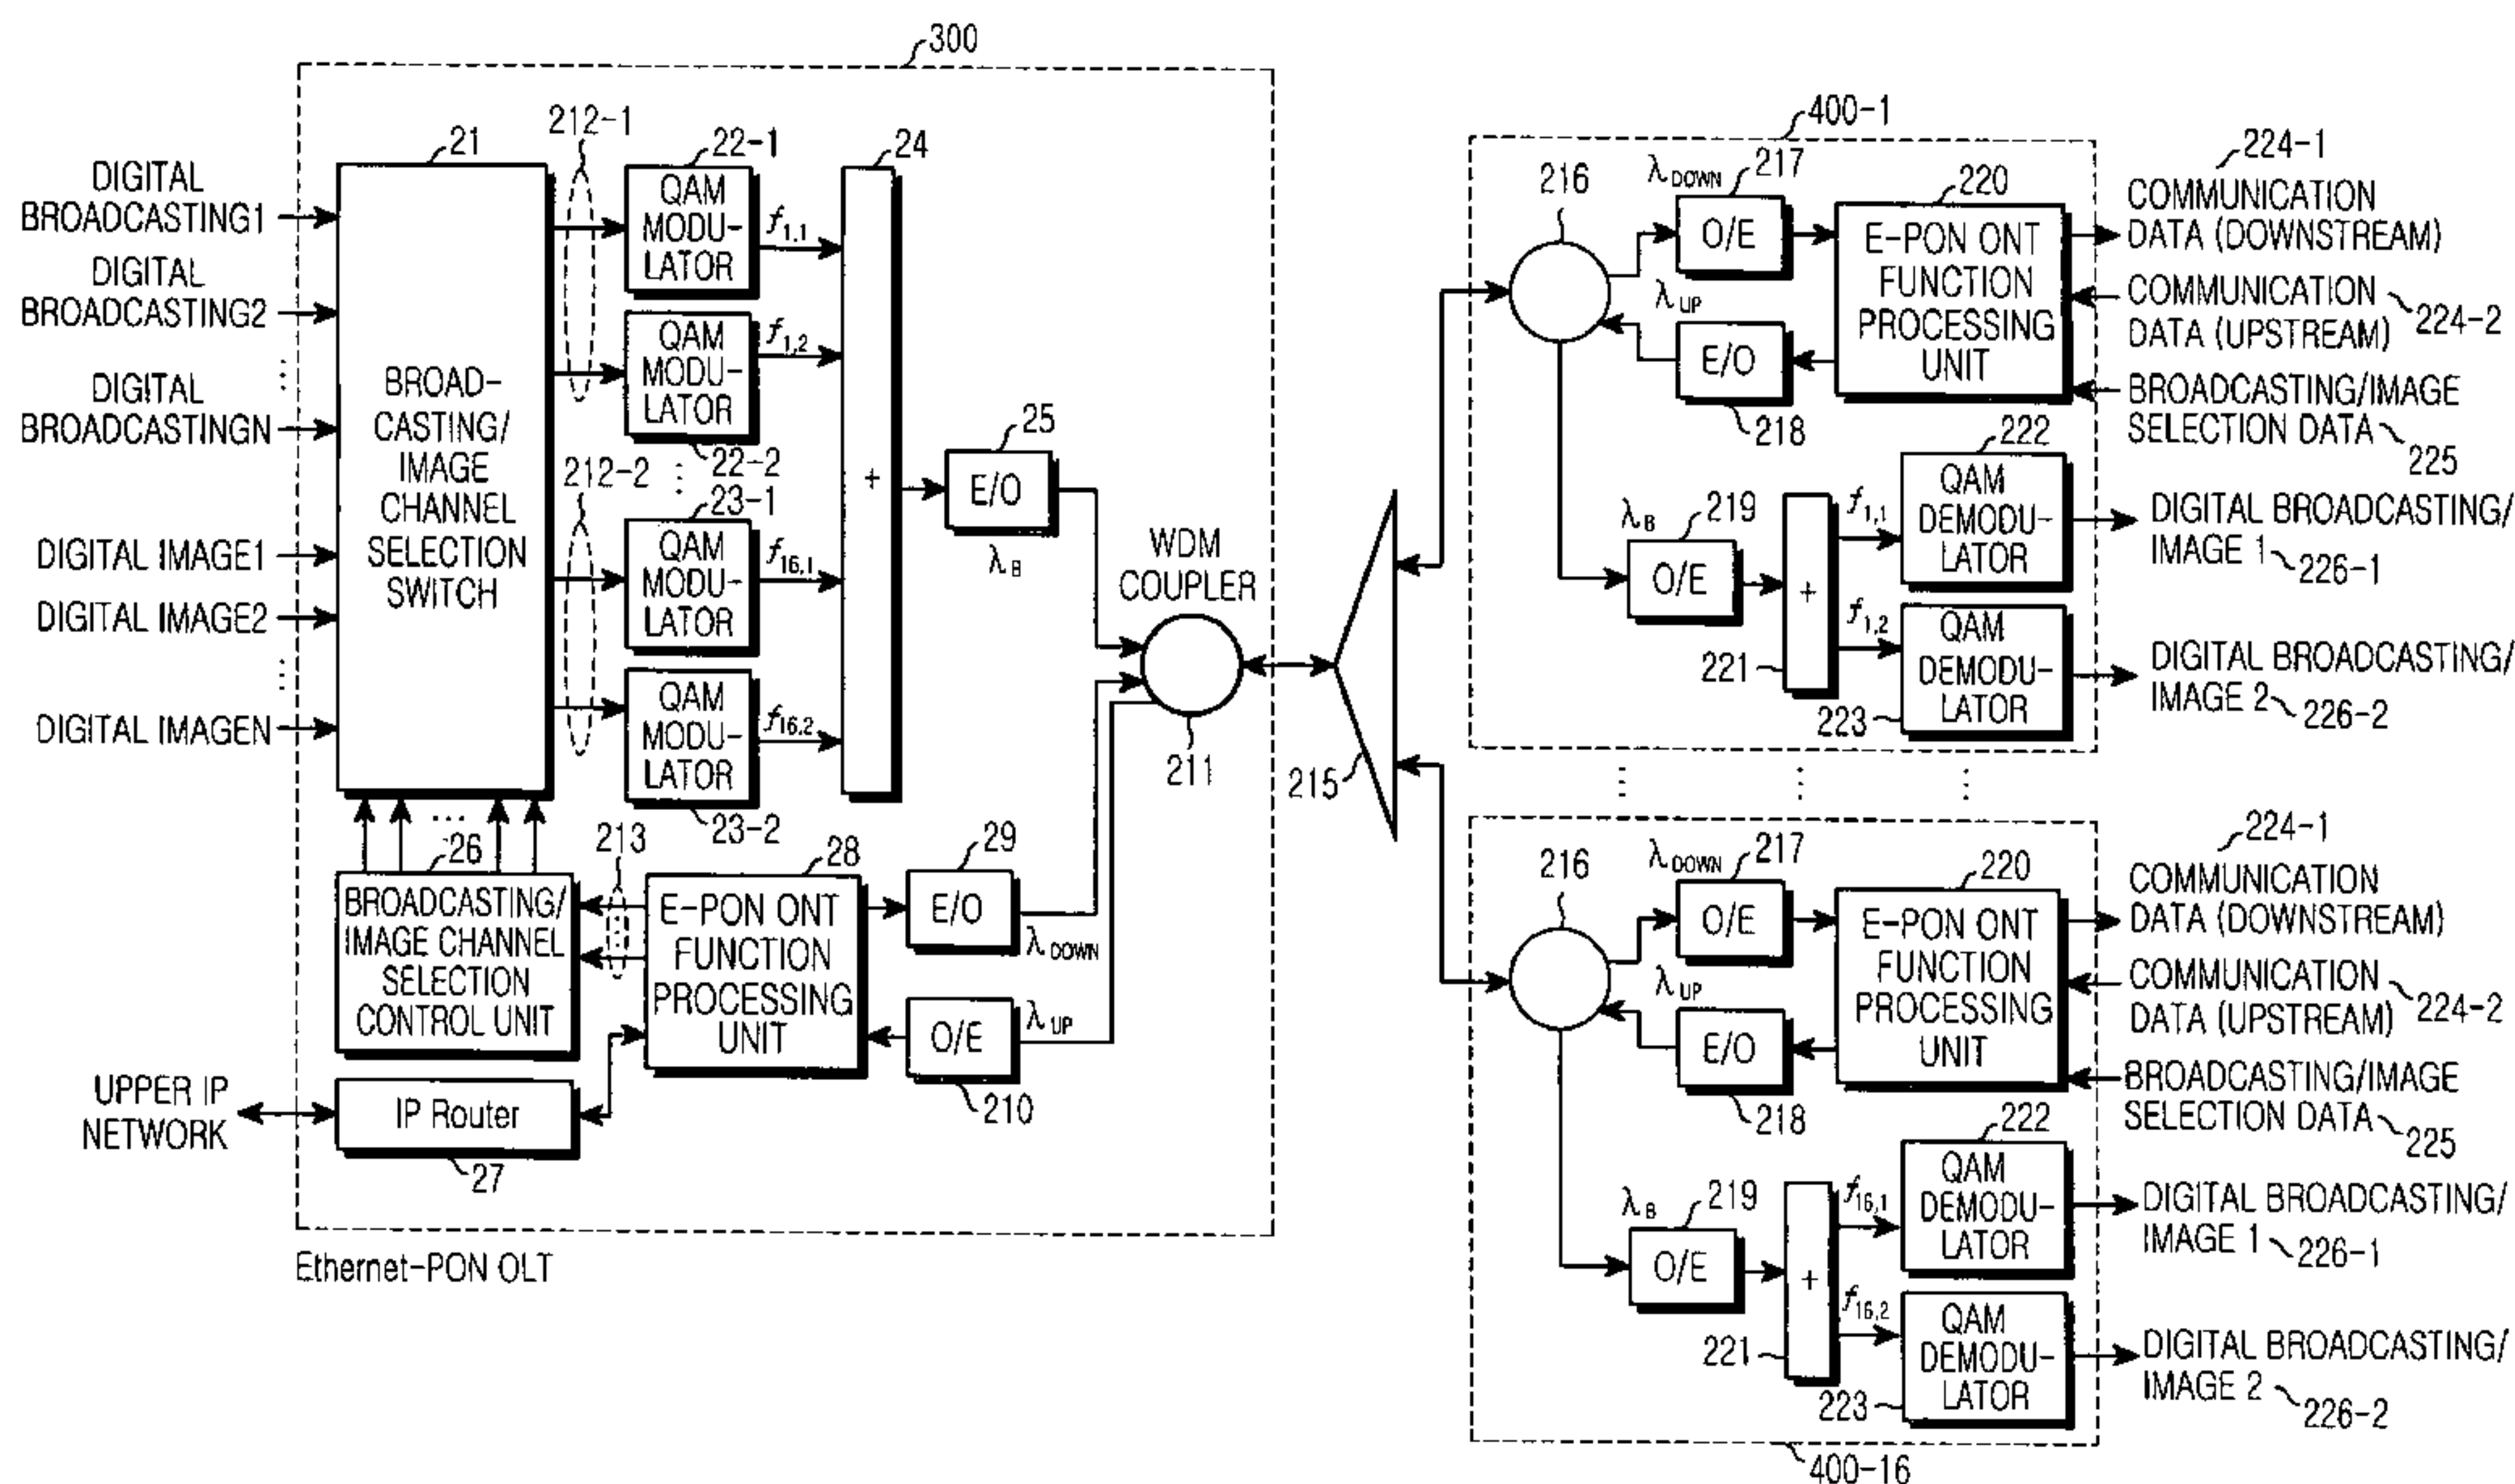 300
DIGITAL
BROADCASTING1
DIGITAL
BROADCASTING2
⋮
DIGITAL
BROADCASTINGN
DIGITAL IMAGE1
DIGITAL IMAGE2
⋮
DIGITAL IMAGEN
21
BROAD-
CASTING/
IMAGE
CHANNEL
SELECTION
SWITCH
212-1
22-1
QAM
MODU-
LATOR
f1,1
QAM
MODU-
LATOR
22-2
f1,2
⋮
212-2
23-1
QAM
MODU-
LATOR
f16,1
QAM
MODU-
LATOR
23-2
f16,2
24
+
25
E/O
λB
WDM
COUPLER
211
...
26
BROADCASTING/
IMAGE CHANNEL
SELECTION
CONTROL UNIT
213
28
E-PON ONT
FUNCTION
PROCESSING
UNIT
29
E/O
λDOWN
O/E
λUP
210
UPPER IP
NETWORK
IP Router
27
Ethernet-PON OLT
215
400-1
216
λDOWN
217
O/E
λUP
E/O
218
220
E-PON ONT
FUNCTION
PROCESSING
UNIT
224-1
COMMUNICATION
DATA (DOWNSTREAM)
COMMUNICATION
DATA (UPSTREAM)
224-2
BROADCASTING/IMAGE
SELECTION DATA
225
λB
219
O/E
+
221
f1,1
f1,2
222
QAM
DEMODU-
LATOR
QAM
DEMODU-
LATOR
223
DIGITAL BROADCASTING/
IMAGE 1
226-1
DIGITAL BROADCASTING/
IMAGE 2
226-2
⋮ ⋮ ⋮
216
λDOWN
217
O/E
λUP
E/O
218
220
E-PON ONT
FUNCTION
PROCESSING
UNIT
224-1
COMMUNICATION
DATA (DOWNSTREAM)
COMMUNICATION
DATA (UPSTREAM)
224-2
BROADCASTING/IMAGE
SELECTION DATA
225
λB
219
O/E
+
221
f16,1
f16,2
222
QAM
DEMODU-
LATOR
QAM
DEMODU-
LATOR
223
DIGITAL BROADCASTING/
IMAGE 1
226-1
DIGITAL BROADCASTING/
IMAGE 2
226-2
400-16